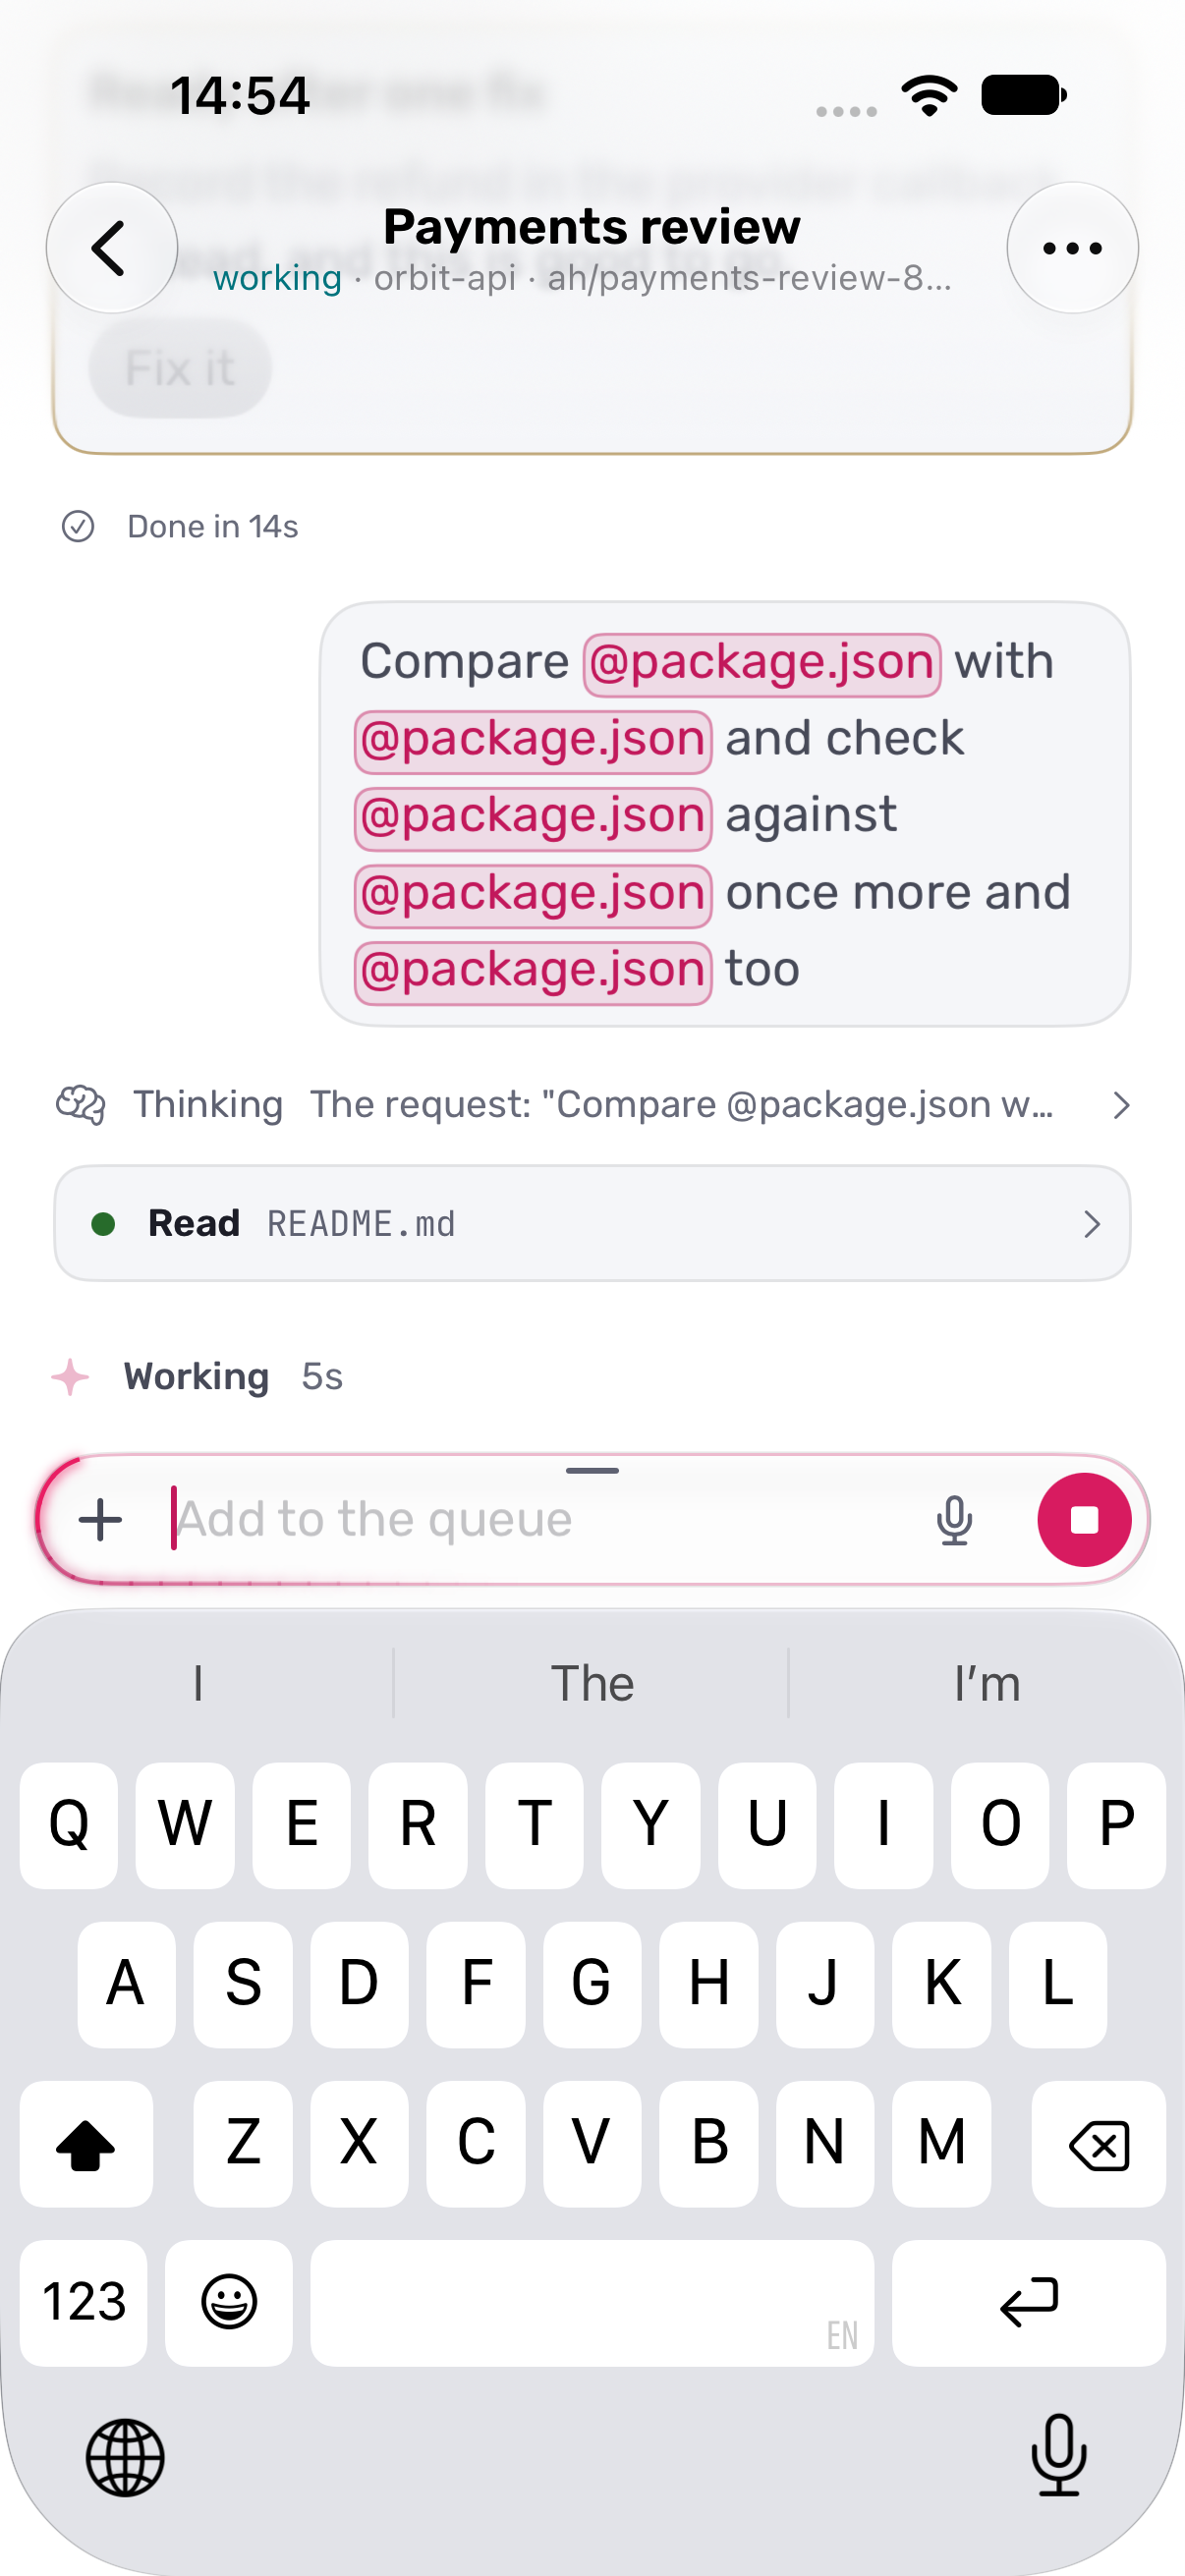 14:54
Payments review
working · orbit-api · ah/payments-review-8...
Fix it
Done in 14s
Compare @package.json with
@package.json and check
@package.json against
@package.json once more and
@package.json too
Thinking The request: "Compare @package.json w...
Read README.md
Working 5s
Add to the queue
I The I'm
Q W E R T Y U I O P
A S D F G H J K L
Z X C V B N M
123
EN